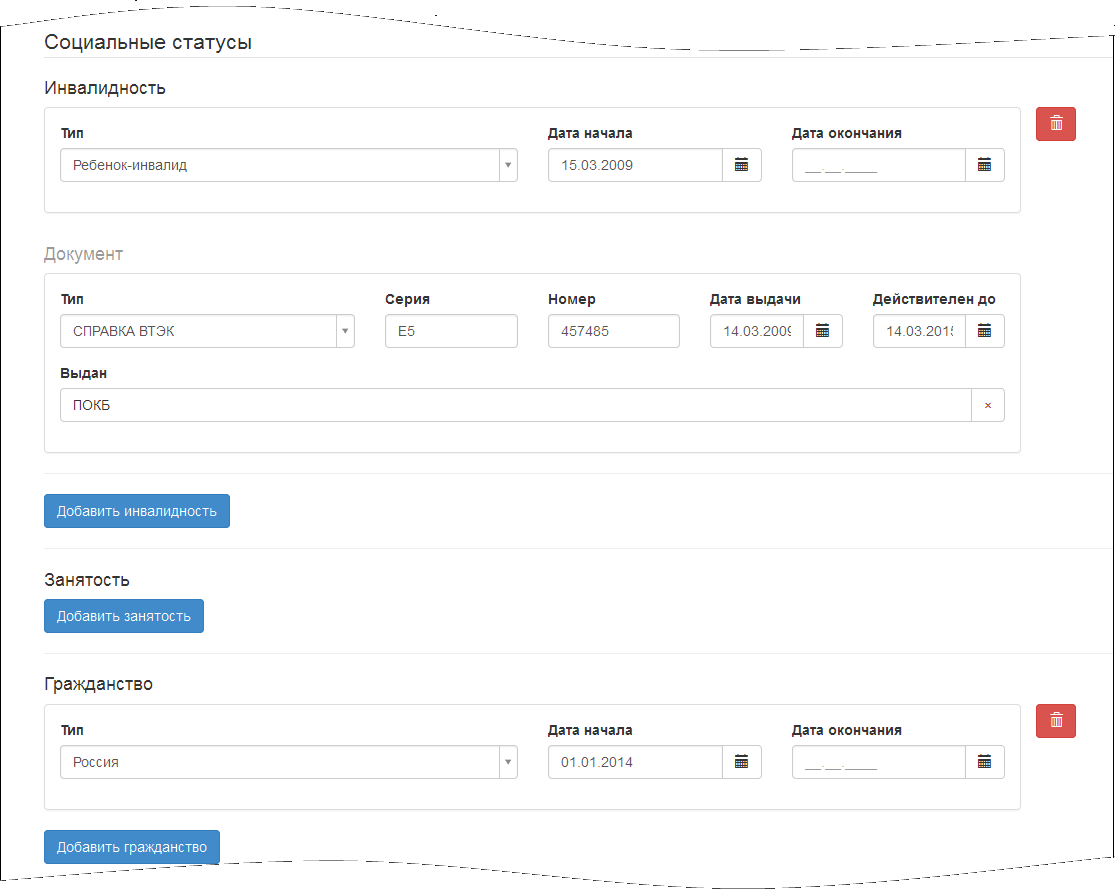 Социальные статусы
Инвалидность
Тип Дата начала Дата окончания
Ребенок-инвалид 15.03.2009 __.__.____
Документ
Тип Серия Номер Дата выдачи Действителен до
СПРАВКА ВТЭК Е5 457485 14.03.2009 14.03.2015
Выдан
ПОКБ ×
Добавить инвалидность
Занятость
Добавить занятость
Гражданство
Тип Дата начала Дата окончания
Россия 01.01.2014 __.__.____
Добавить гражданство